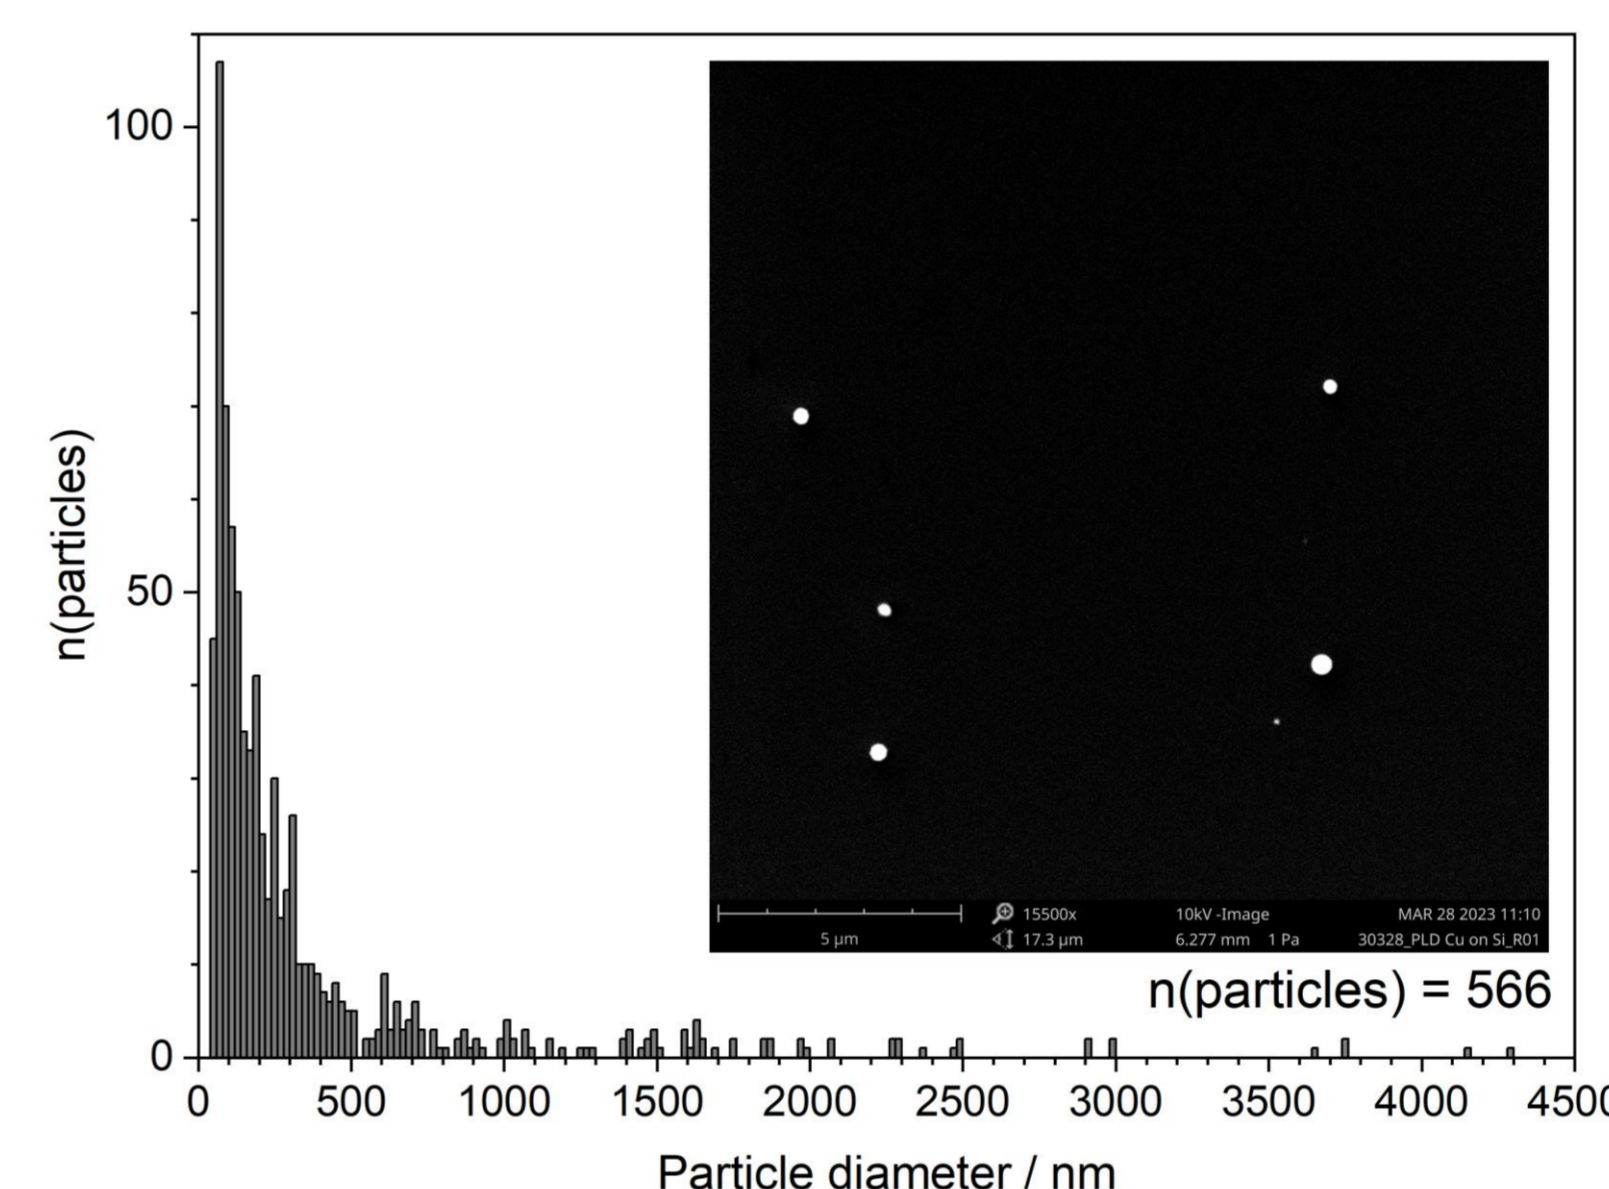 100
50
0
n(particles)
5 µm
15500x
17.3 µm
10kV -Image
6.277 mm 1 Pa
MAR 28 2023 11:10
30328_PLD Cu on Si_R01
n(particles) = 566
0 500 1000 1500 2000 2500 3000 3500 4000 4500
Particle diameter / nm